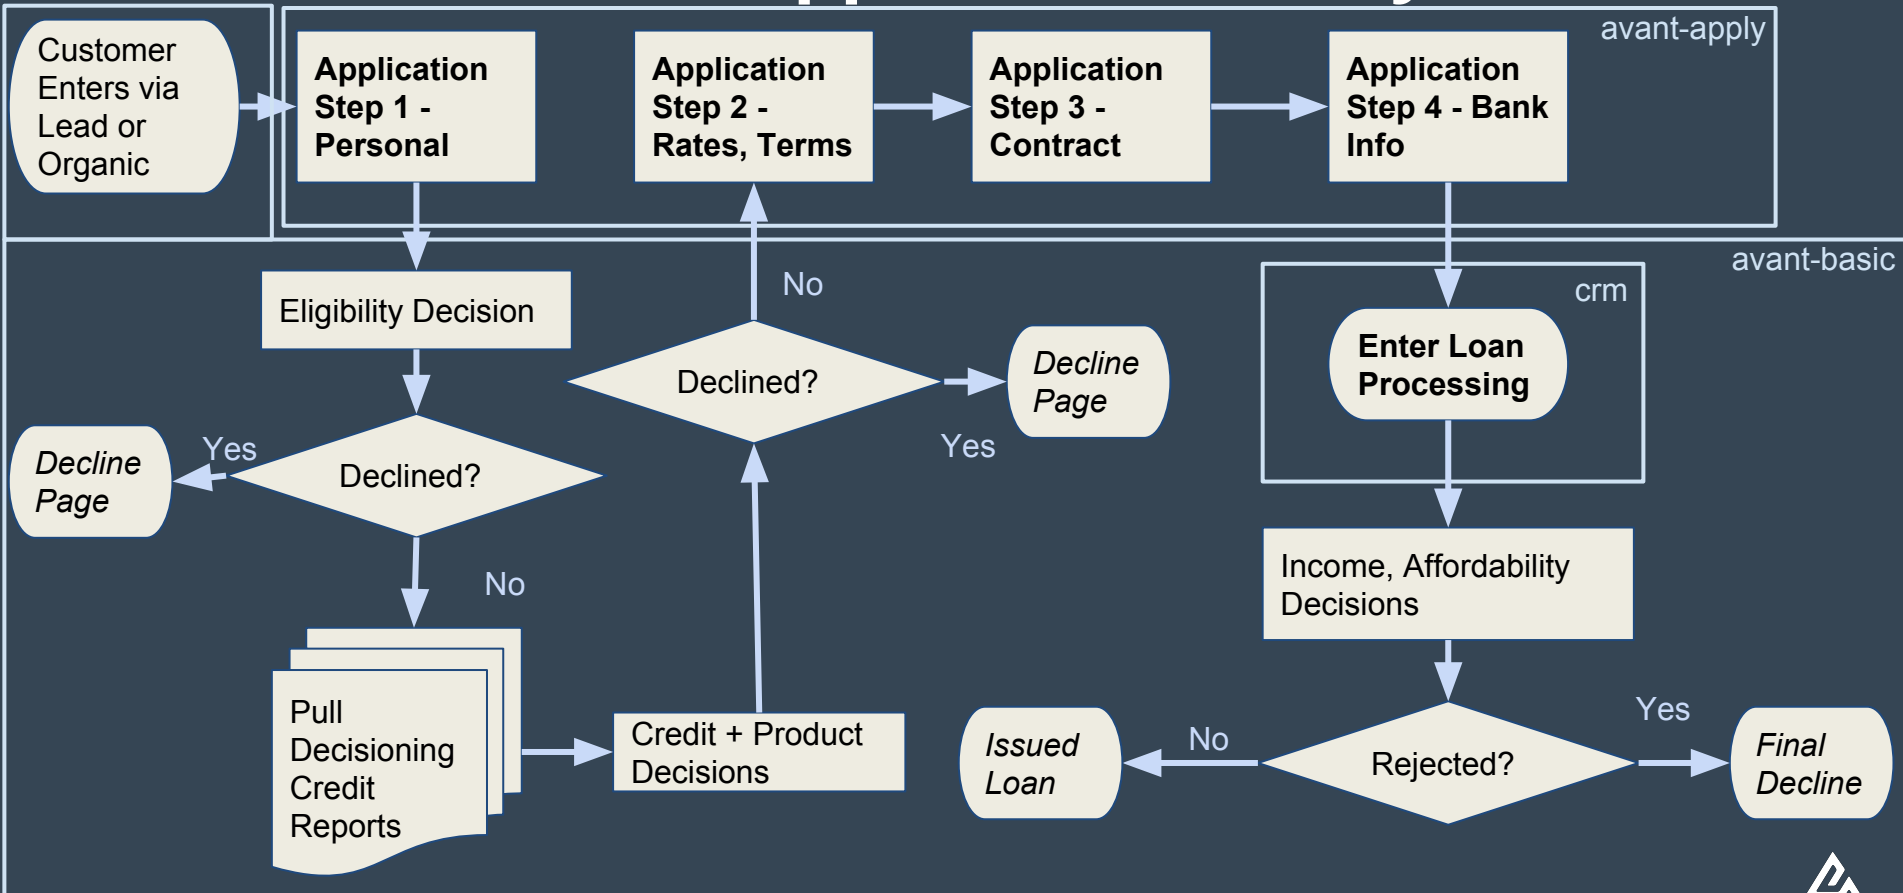 avant-apply
Customer
Enters via
Lead or
Organic
Application
Step 1 -
Personal
Application
Step 2 -
Rates, Terms
Application
Step 3 -
Contract
Application
Step 4 - Bank
Info
avant-basic
Eligibility Decision
No
crm
Declined?
Decline
Page
Yes
Enter Loan
Processing
Decline
Page
Yes
Declined?
No
Income, Affordability
Decisions
Pull
Decisioning
Credit
Reports
Credit + Product
Decisions
Issued
Loan
No
Rejected?
Yes
Final
Decline